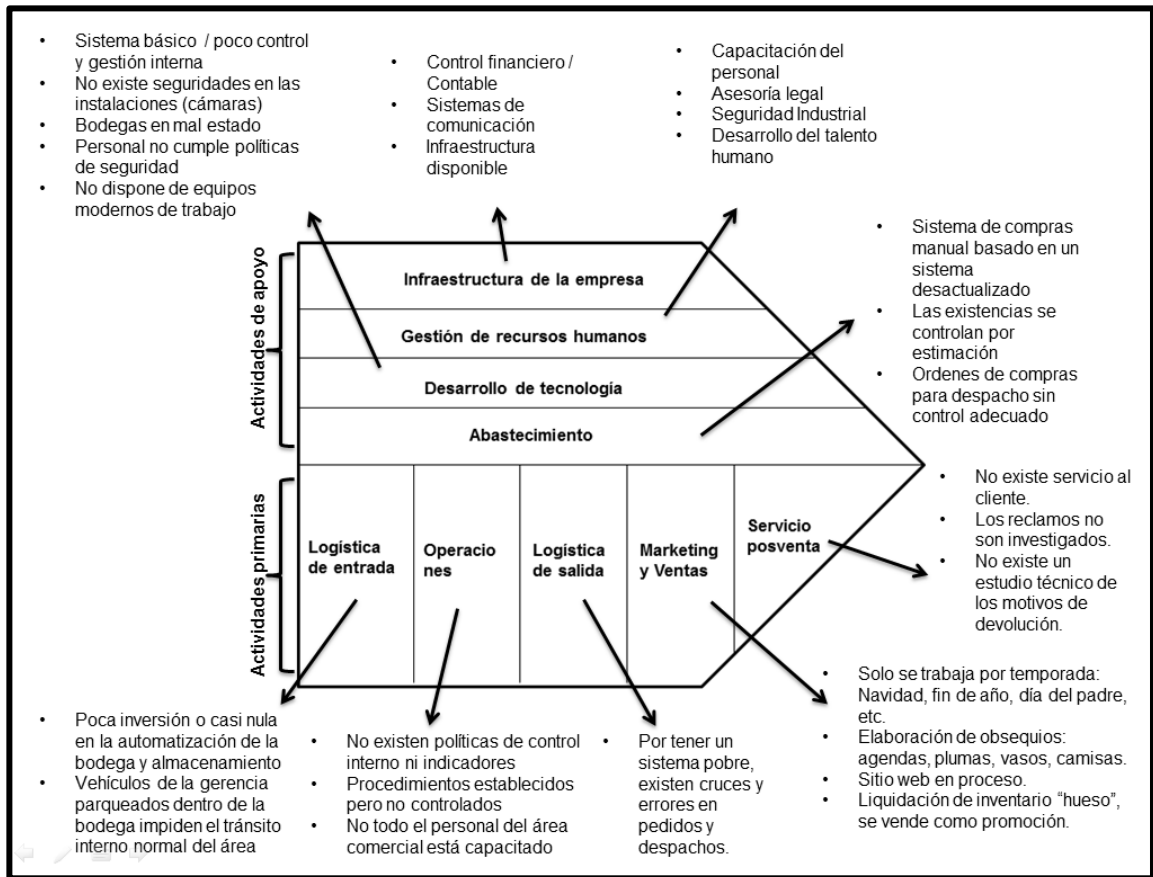 • Sistema básico / poco control
y gestión interna
• No existe seguridades en las
instalaciones (cámaras)
• Bodegas en mal estado
• Personal no cumple políticas
de seguridad
• No dispone de equipos
modernos de trabajo
• Control financiero /
Contable
• Sistemas de
comunicación
• Infraestructura
disponible
• Capacitación del
personal
• Asesoría legal
• Seguridad Industrial
• Desarrollo del talento
humano
• Sistema de compras
manual basado en un
sistema
desactualizado
• Las existencias se
controlan por
estimación
• Ordenes de compras
para despacho sin
control adecuado
Actividades de apoyo
Infraestructura de la empresa
Gestión de recursos humanos
Desarrollo de tecnología
Abastecimiento
Actividades primarias
Logística
de entrada
Operacio
nes
Logística
de salida
Marketing
y Ventas
Servicio
posventa
• No existe servicio al
cliente.
• Los reclamos no
son investigados.
• No existe un
estudio técnico de
los motivos de
devolución.
• Poca inversión o casi nula
en la automatización de la
bodega y almacenamiento
• Vehículos de la gerencia
parqueados dentro de la
bodega impiden el tránsito
interno normal del área
• No existen políticas de control
interno ni indicadores
• Procedimientos establecidos
pero no controlados
• No todo el personal del área
comercial está capacitado
• Por tener un
sistema pobre,
existen cruces y
errores en
pedidos y
despachos.
• Solo se trabaja por temporada:
Navidad, fin de año, día del padre,
etc.
• Elaboración de obsequios:
agendas, plumas, vasos, camisas.
• Sitio web en proceso.
• Liquidación de inventario “hueso”,
se vende como promoción.